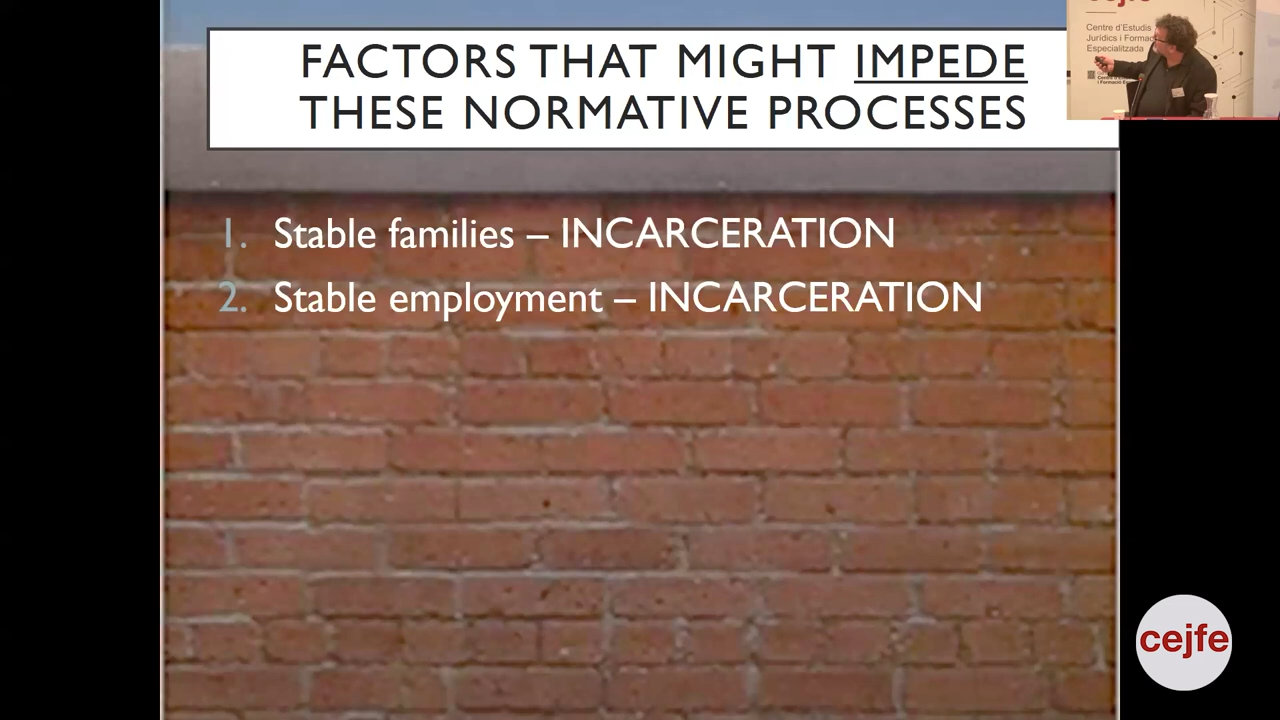 FACTORS THAT MIGHT IMPEDE
THESE NORMATIVE PROCESSES
1. Stable families – INCARCERATION
2. Stable employment – INCARCERATION
Centre d'Estudis
Jurídics i Formació
Especialitzada
cejfe